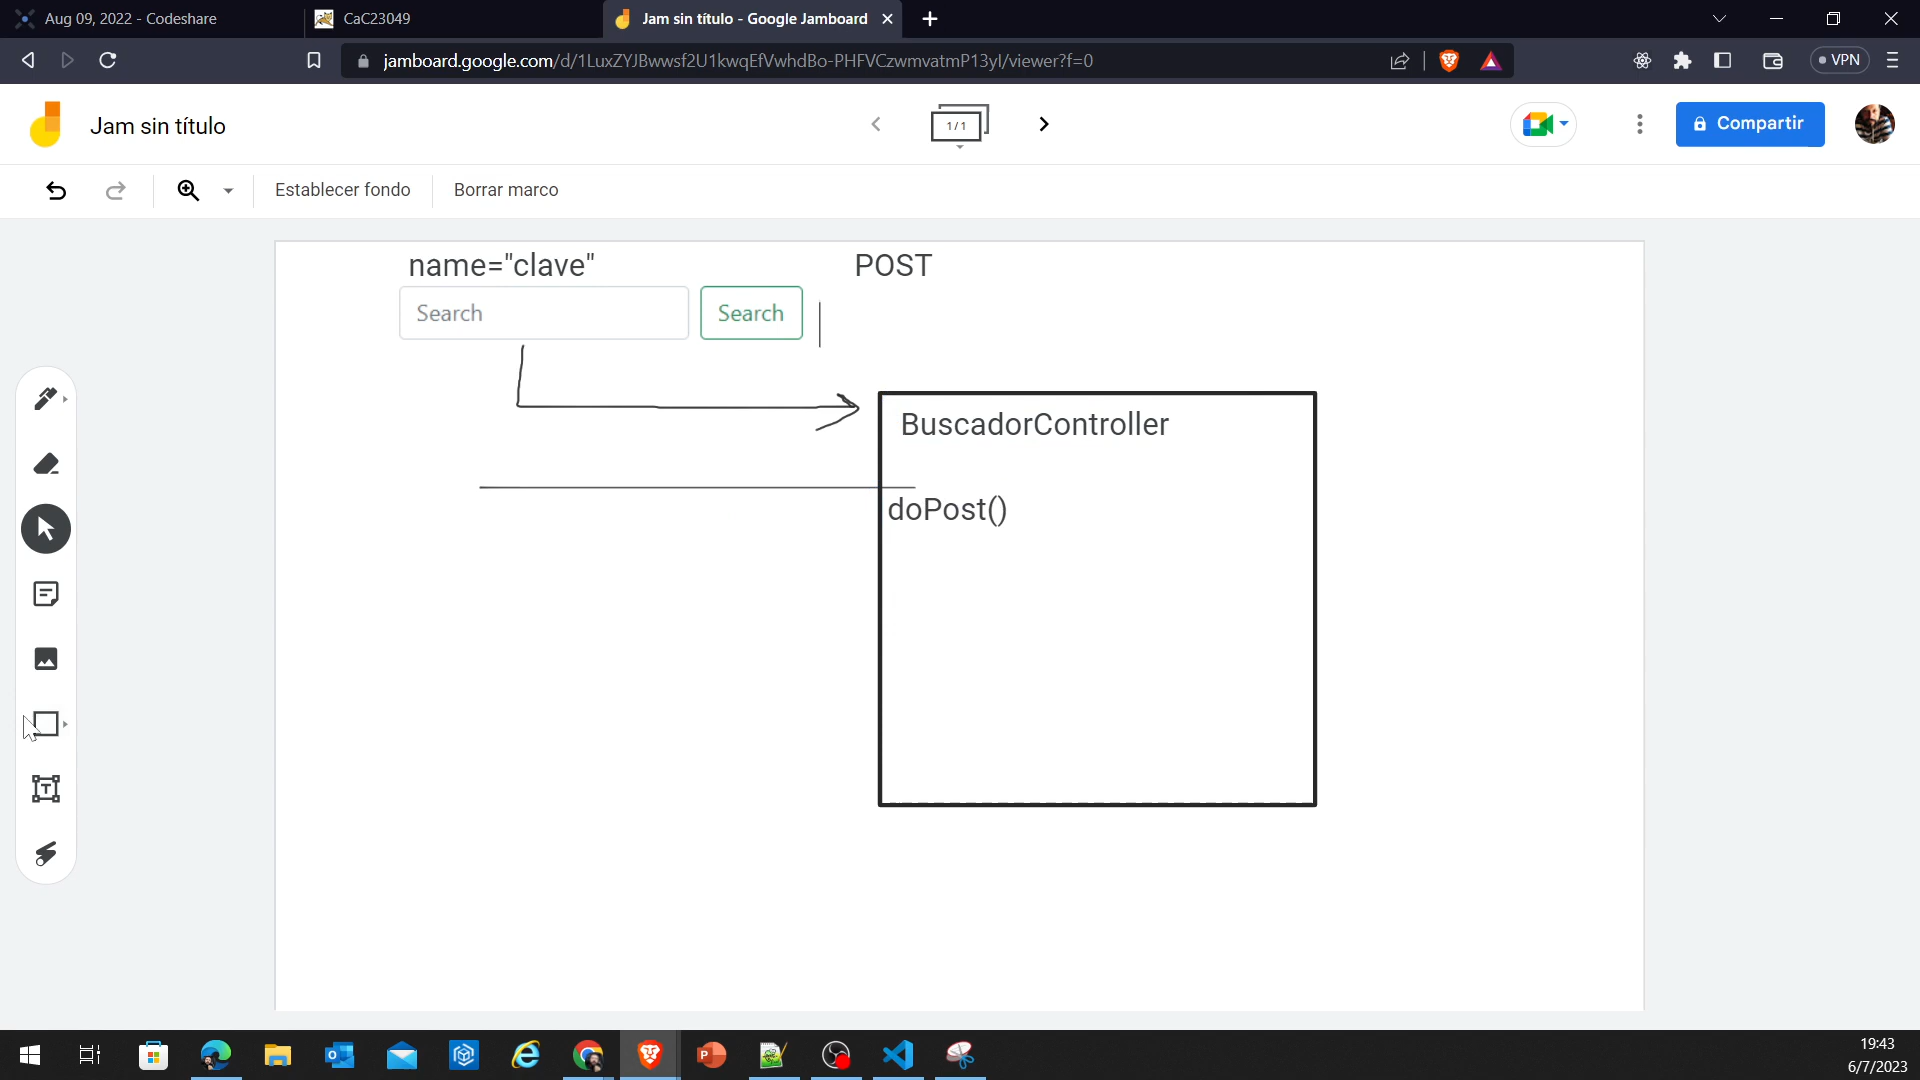 Aug 09, 2022 - Codeshare
CaC23049
Jam sin título - Google Jamboard
jamboard.google.com/d/1LuxZYJBwwsf2U1kwqEfVwhdBo-PHFVCzwmvatmP13yI/viewer?f=0
VPN
Jam sin título
1 / 1
Compartir
Establecer fondo
Borrar marco
name="clave"
POST
Search
Search
BuscadorController
doPost()
19:43
6/7/2023